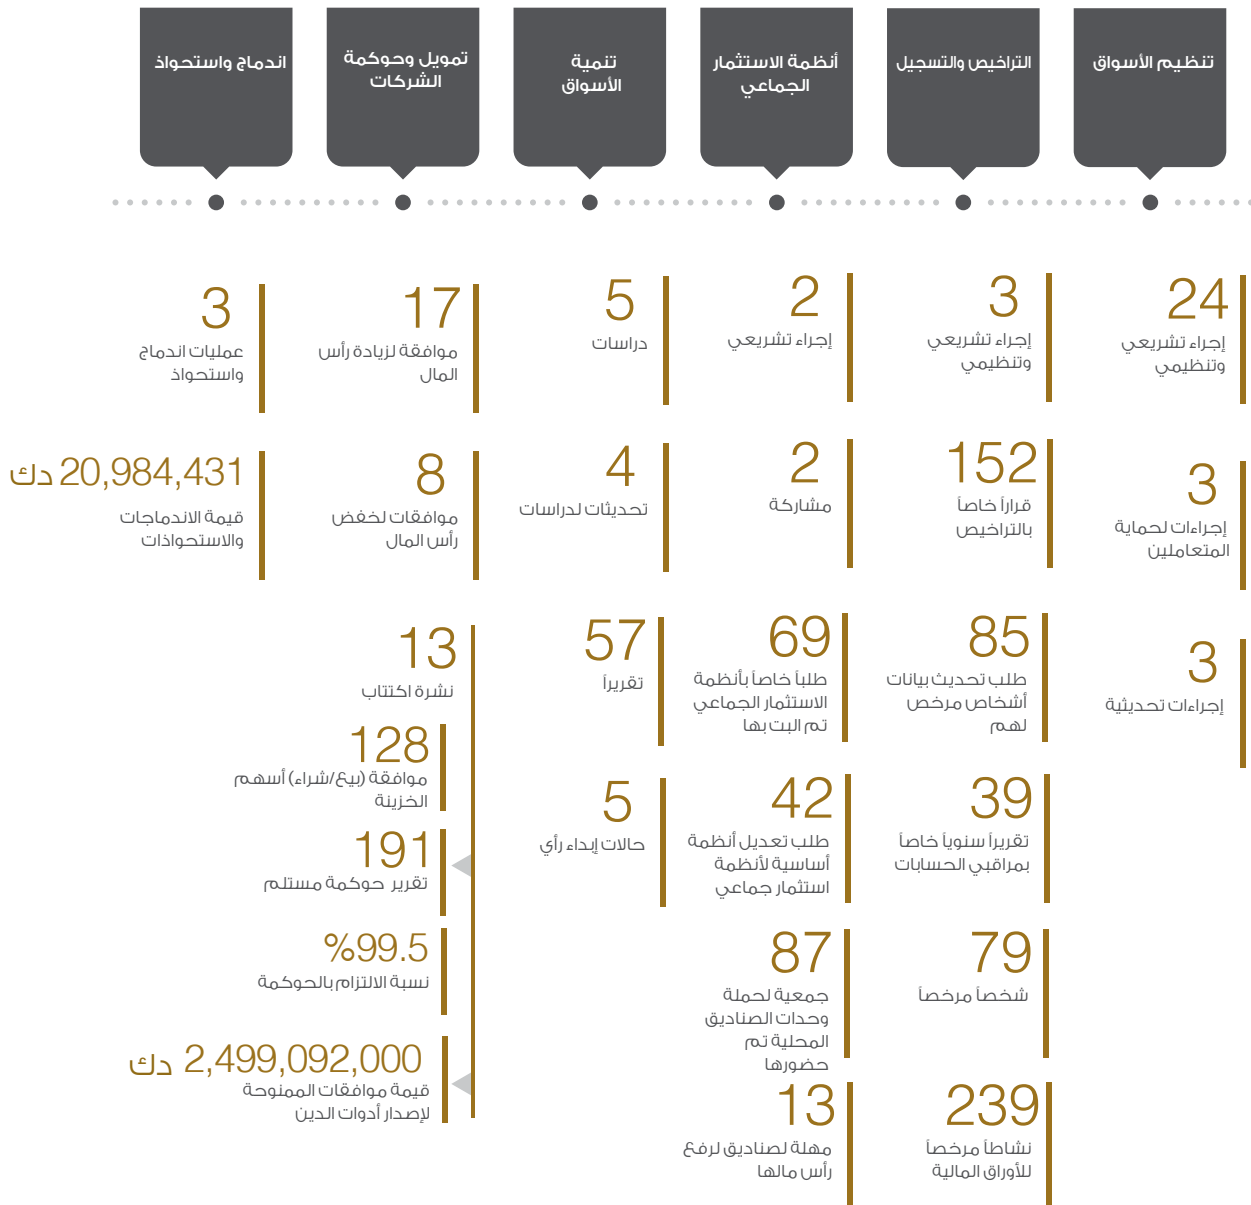 تنظيم الأسواق
24
إجراء تشريعي
وتنظيمي
3
إجراءات لحماية
المتعاملين
3
إجراءات تحديثية
التراخيص والتسجيل
3
إجراء تشريعي
وتنظيمي
152
قراراً خاصاً
بالتراخيص
85
طلب تحديث بيانات
أشخاص مرخص
لهم
39
تقريراً سنوياً خاصاً
بمراقبي الحسابات
79
شخصاً مرخصاً
239
نشاطاً مرخصاً
للأوراق المالية
أنظمة الاستثمار
الجماعي
2
إجراء تشريعي
2
مشاركة
69
طلباً خاصاً بأنظمة
الاستثمار الجماعي
تم البت بها
42
طلب تعديل أنظمة
أساسية لأنظمة
استثمار جماعي
87
جمعية لحملة
وحدات الصناديق
المحلية تم
حضورها
13
مهلة لصناديق لرفع
رأس مالها
تنمية
الأسواق
5
دراسات
4
تحديثات لدراسات
57
تقريراً
5
حالات إبداء رأي
تمويل وحوكمة
الشركات
17
موافقة لزيادة رأس
المال
8
موافقات لخفض
رأس المال
13
نشرة اكتتاب
128
موافقة (بيع/شراء) أسهم
الخزينة
191
تقرير حوكمة مستلم
%99.5
نسبة الالتزام بالحوكمة
2,499,092,000 دك
قيمة موافقات الممنوحة
لإصدار أدوات الدين
اندماج واستحواذ
3
عمليات اندماج
واستحواذ
20,984,431 دك
قيمة الاندماجات
والاستحواذات